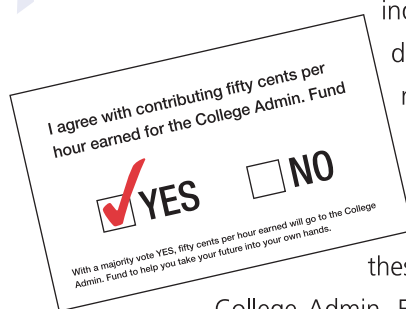 I agree with contributing fifty cents per
hour earned for the College Admin. Fund
YES
NO
With a majority vote YES, fifty cents per hour earned will go to the College
Admin. Fund to help you take your future into your own hands.
College Admin.